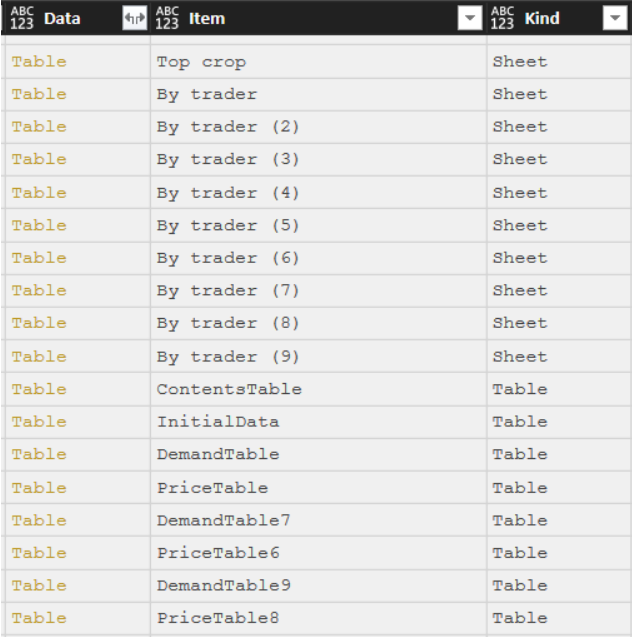 ABC 123 Data ABC 123 Item ABC 123 Kind
Table Top crop Sheet
Table By trader Sheet
Table By trader (2) Sheet
Table By trader (3) Sheet
Table By trader (4) Sheet
Table By trader (5) Sheet
Table By trader (6) Sheet
Table By trader (7) Sheet
Table By trader (8) Sheet
Table By trader (9) Sheet
Table ContentsTable Table
Table InitialData Table
Table DemandTable Table
Table PriceTable Table
Table DemandTable7 Table
Table PriceTable6 Table
Table DemandTable9 Table
Table PriceTable8 Table